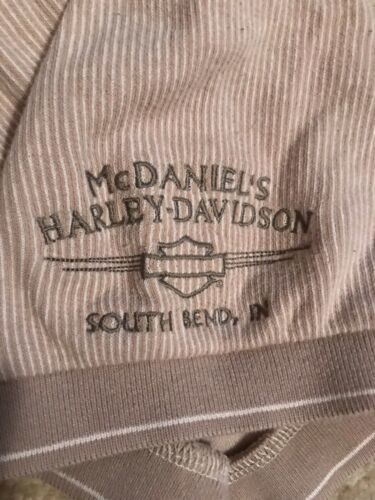 McDANIEL'S
HARLEY-DAVIDSON
SOUTH BEND, IN